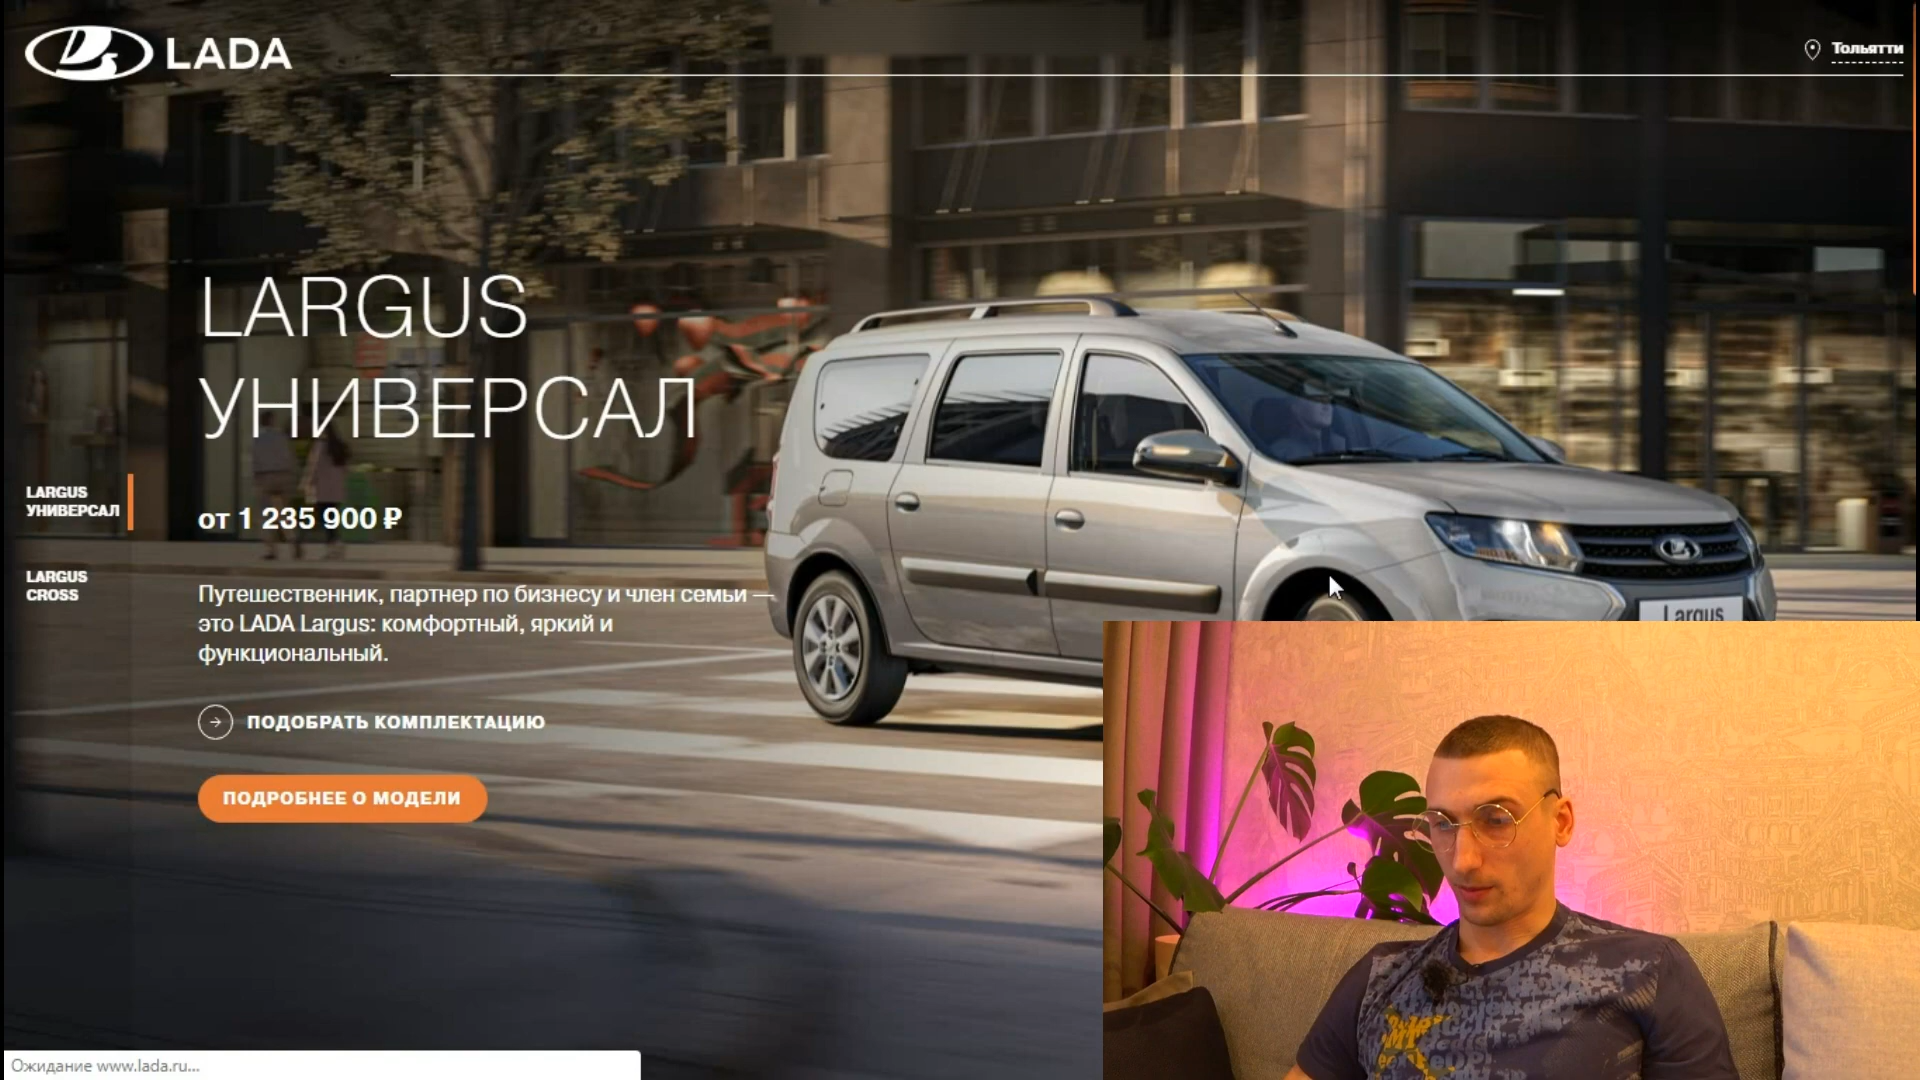 LADA
Тольятти
LARGUS
УНИВЕРСАЛ
LARGUS
УНИВЕРСАЛ
от 1 235 900 ₽
LARGUS
CROSS
Путешественник, партнер по бизнесу и член семьи —
это LADA Largus: комфортный, яркий и
функциональный.
ПОДОБРАТЬ КОМПЛЕКТАЦИЮ
ПОДРОБНЕЕ О МОДЕЛИ
Largus
Ожидание www.lada.ru...